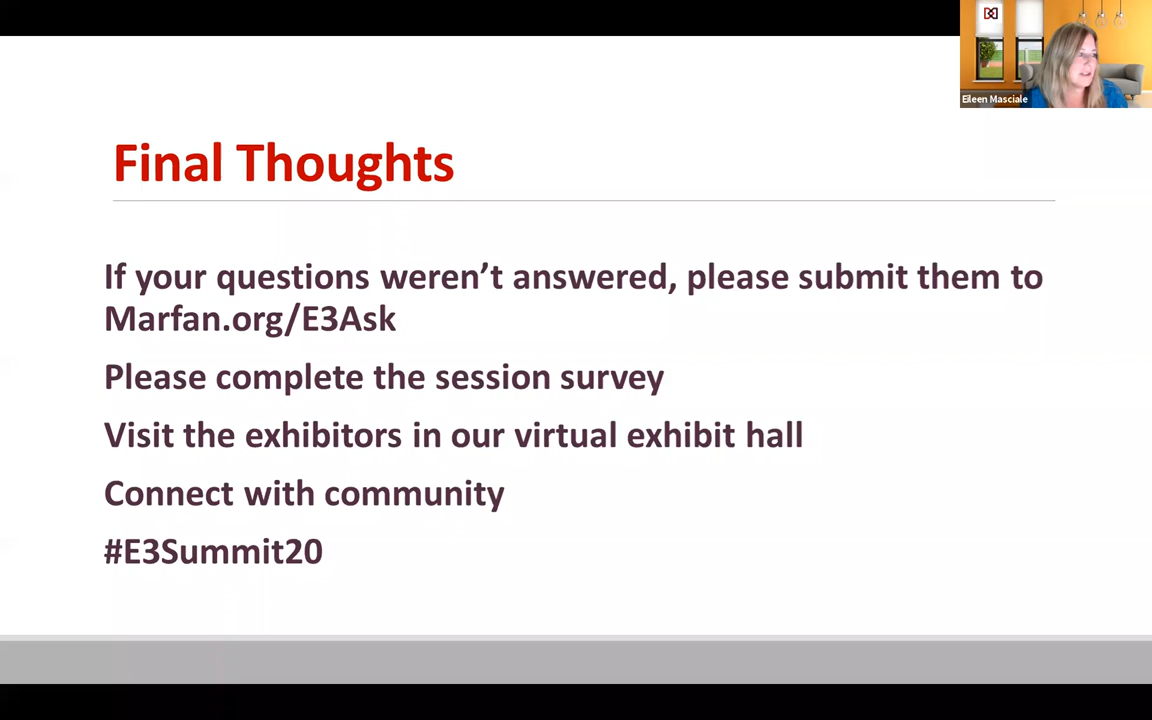 Eileen Masciale
Final Thoughts
If your questions weren’t answered, please submit them to
Marfan.org/E3Ask
Please complete the session survey
Visit the exhibitors in our virtual exhibit hall
Connect with community
#E3Summit20